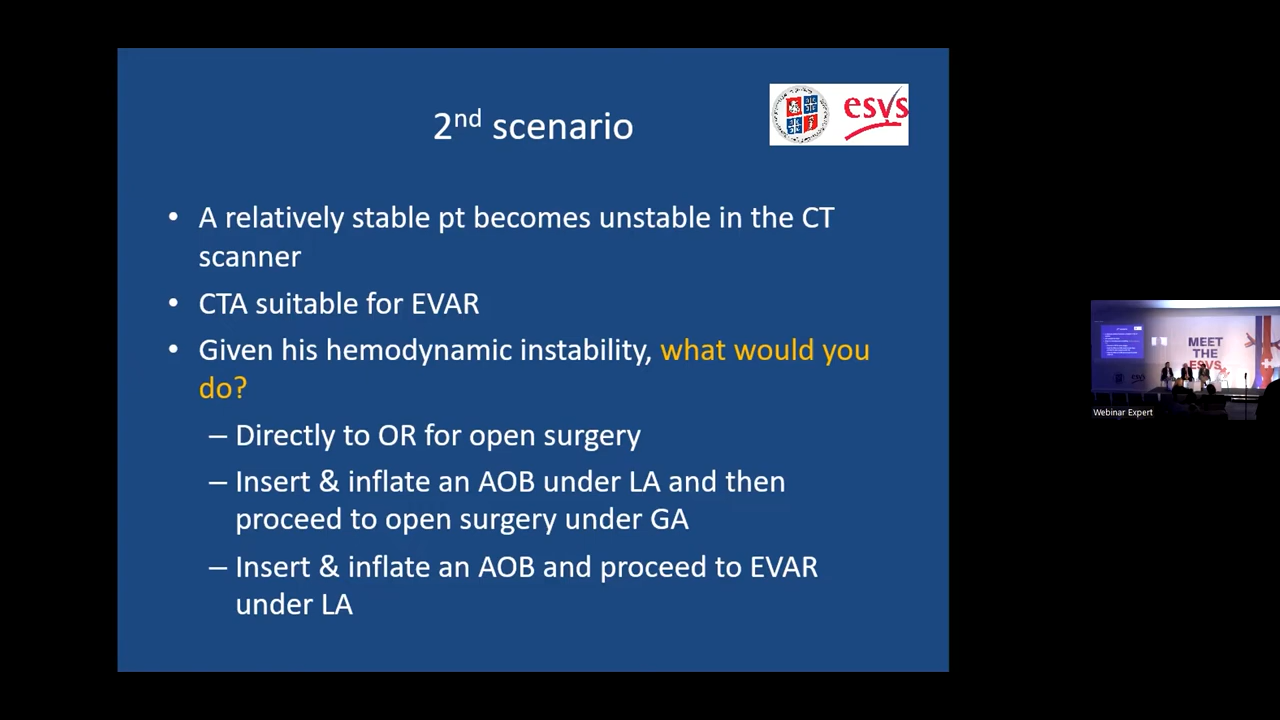 2nd scenario
esvs
• A relatively stable pt becomes unstable in the CT
scanner
• CTA suitable for EVAR
• Given his hemodynamic instability, what would you
do?
– Directly to OR for open surgery
– Insert & inflate an AOB under LA and then
proceed to open surgery under GA
– Insert & inflate an AOB and proceed to EVAR
under LA
MEET
THE
ESVS
Webinar Expert